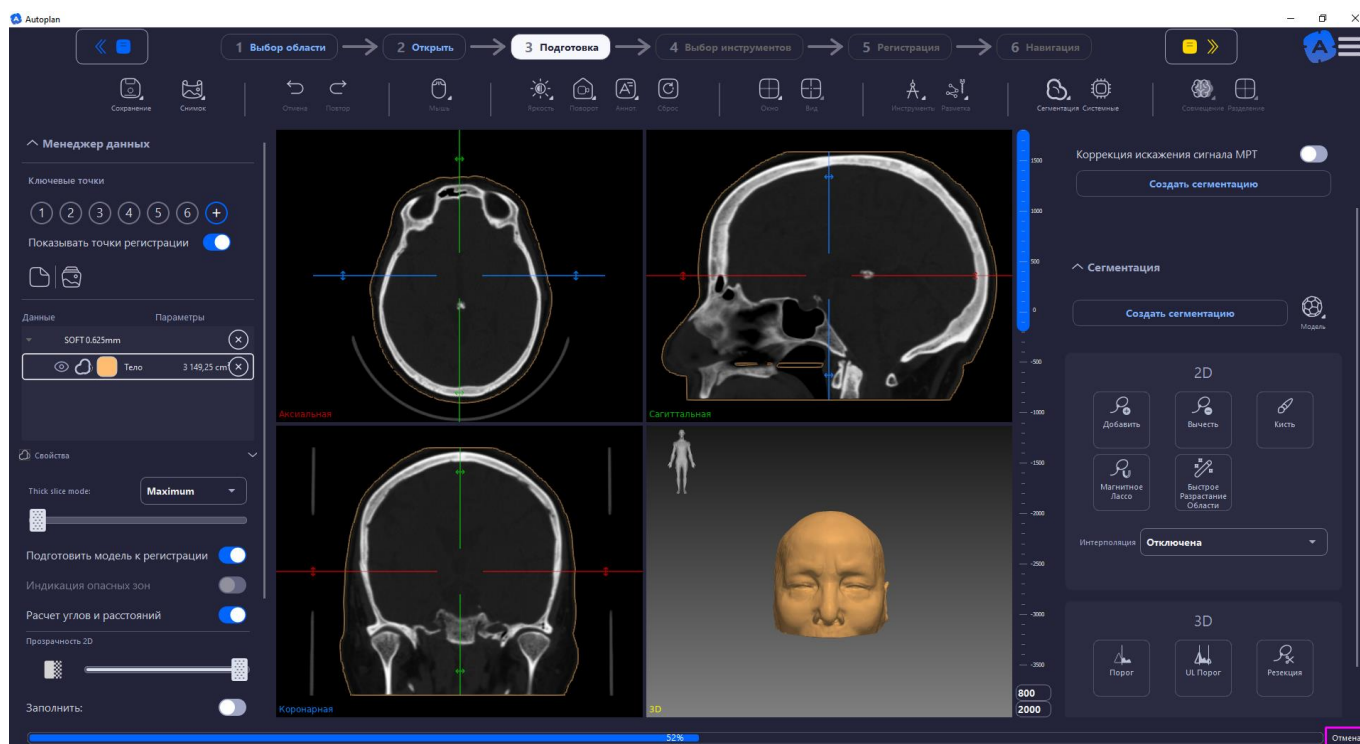 Autoplan
1 Выбор области
2 Открыть
3 Подготовка
4 Выбор инструментов
5 Регистрация
6 Навигация
Сохранение
Снимок
Отмена
Повтор
Мышь
Яркость
Поворот
Аннот
Сброс
Окно
Вид
Инструменты
Разметка
Сегментация
Системные
Совмещение
Разделение
Менеджер данных
Ключевые точки
1 2 3 4 5 6 +
Показывать точки регистрации
Данные Параметры
SOFT 0.625mm
Тело 3 149,25 cm
Свойства
Thick slice mode: Maximum
Подготовить модель к регистрации
Индикация опасных зон
Расчет углов и расстояний
Прозрачность 2D
Заполнить:
Аксиальная
Сагиттальная
Коронарная
3D
1500
1000
500
0
-500
-1000
-1500
-2000
-2500
-3000
-3500
800
2000
Коррекция искажения сигнала МРТ
Создать сегментацию
Сегментация
Создать сегментацию
Модель
2D
Добавить
Вычесть
Кисть
Магнитное
Лассо
Быстрое
Разрастание
Области
Интерполяция Отключена
3D
Порог
UL Порог
Резекция
52%
Отмена